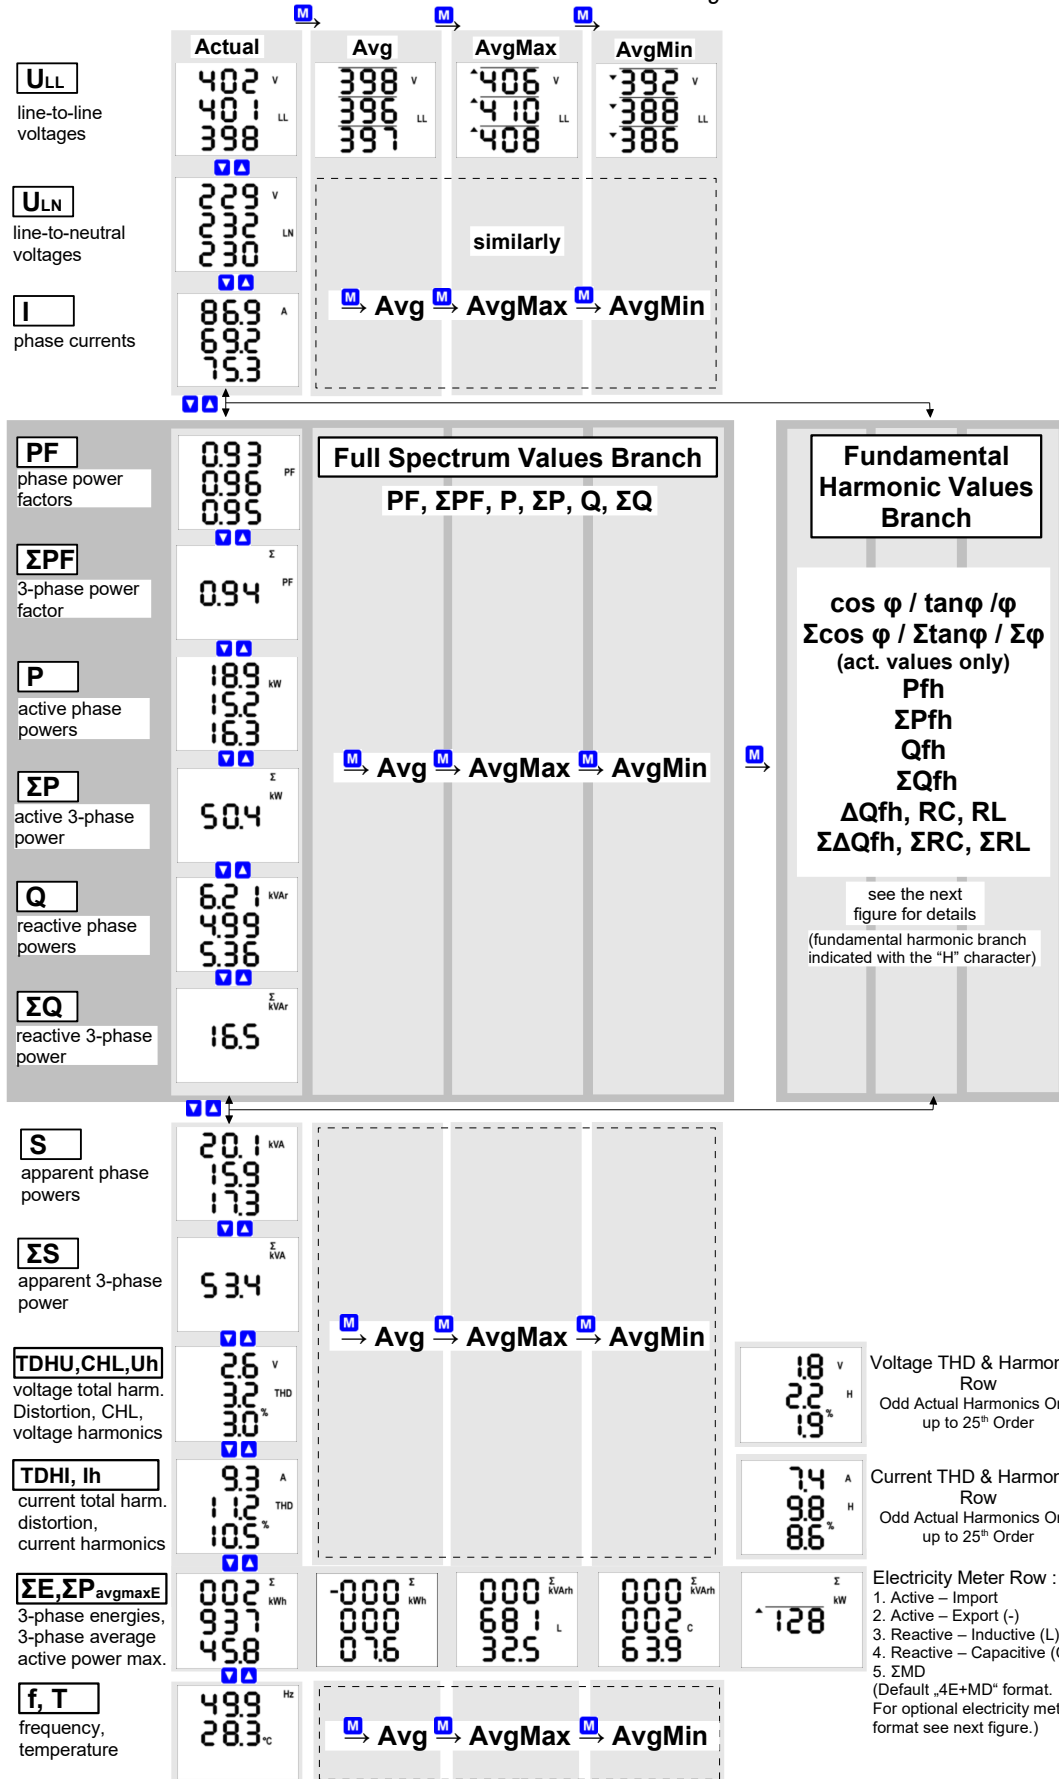 M M M
Actual Avg AvgMax AvgMin
ULL
line-to-line
voltages
402 V
401 LL
398
398 V
396 LL
397
406 V
410 LL
408
392 V
388 LL
386
ULN
line-to-neutral
voltages
229 V
232 LN
230
similarly
I
phase currents
86.9 A
69.2
75.3
M → Avg M → AvgMax M → AvgMin
PF
phase power
factors
0.93
0.96 PF
0.95
Full Spectrum Values Branch
PF, ΣPF, P, ΣP, Q, ΣQ
Fundamental
Harmonic Values
Branch
ΣPF
3-phase power
factor
Σ
0.94 PF
P
active phase
powers
18.9 kW
15.2
16.3
ΣP
active 3-phase
power
Σ
kW
50.4
M → Avg M → AvgMax M → AvgMin
M →
cos φ / tanφ /φ
Σcos φ / Σtanφ / Σφ
(act. values only)
Pfh
ΣPfh
Qfh
ΣQfh
ΔQfh, RC, RL
ΣΔQfh, ΣRC, ΣRL
see the next
figure for details
(fundamental harmonic branch
indicated with the “H” character)
Q
reactive phase
powers
6.21 kVAr
4.99
5.36
ΣQ
reactive 3-phase
power
Σ
kVAr
16.5
S
apparent phase
powers
20.1 kVA
15.9
17.3
ΣS
apparent 3-phase
power
Σ
kVA
53.4
M → Avg M → AvgMax M → AvgMin
TDHU,CHL,Uh
voltage total harm.
Distortion, CHL,
voltage harmonics
2.6 V
3.2 THD
3.0 %
1.8 V
2.2 H
1.9 %
Voltage THD &
Row
Odd Actual Harmonics
up to 25th Order
TDHI, Ih
current total harm.
distortion,
current harmonics
9.3 A
11.2 THD
10.5 %
7.4 A
9.8 H
8.6 %
Current THD &
Row
Odd Actual Harmonics
up to 25th Order
ΣE,ΣPavgmaxE
3-phase energies,
3-phase average
active power max.
002 Σ kWh
937
45.8
-000 Σ kWh
000
07.6
000 Σ kVArh
681 L
32.5
000 Σ kVArh
002 C
63.9
Σ
kW
128
Electricity Meter Row :
1. Active – Import
2. Active – Export (-)
3. Reactive – Inductive (L)
4. Reactive – Capacitive
5. ΣMD
(Default „4E+MD“ format.
For optional electricity
format see next figure.)
f, T
frequency,
temperature
49.9 Hz
28.3 °C
M → Avg M → AvgMax M → AvgMin